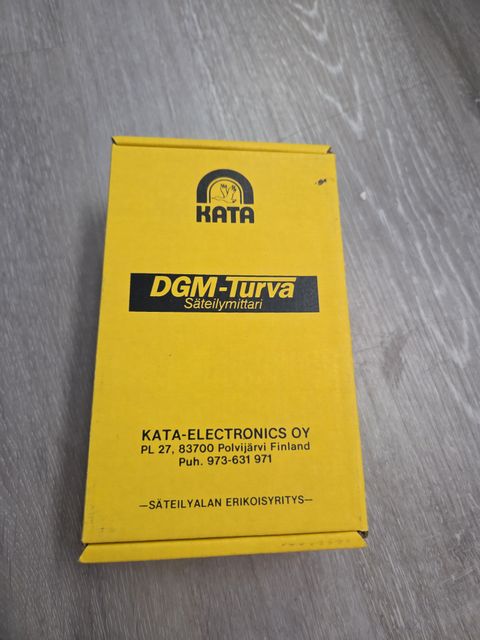 KATA
DGM-Turva
Säteilymittari
KATA-ELECTRONICS OY
PL 27, 83700 Polvijärvi Finland
Puh. 973-631 971
—SÄTEILYALAN ERIKOISYRITYS—